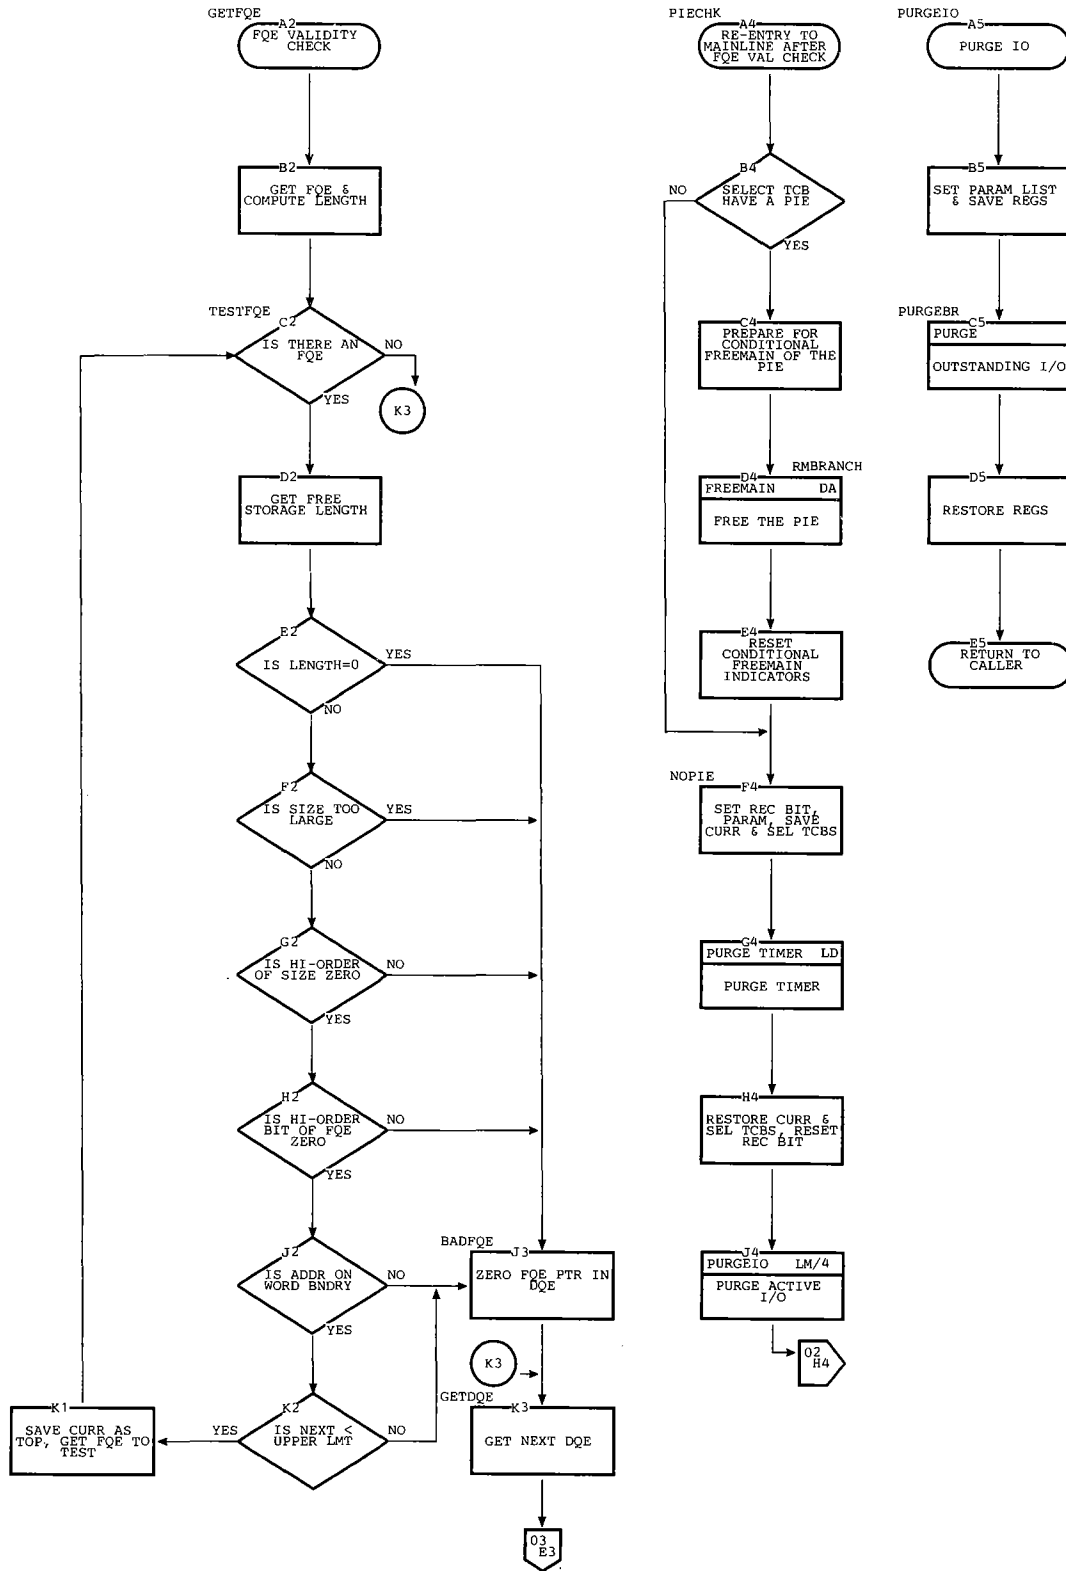 GETFQE
A2
FQE VALIDITY
CHECK
B2
GET FQE &
COMPUTE LENGTH
TESTFQE
C2
IS THERE AN
FQE
NO
K3
YES
D2
GET FREE
STORAGE LENGTH
E2
IS LENGTH=0
YES
NO
F2
IS SIZE TOO
LARGE
YES
NO
G2
IS HI-ORDER
OF SIZE ZERO
NO
YES
H2
IS HI-ORDER
BIT OF FQE
ZERO
NO
YES
J2
IS ADDR ON
WORD BNDRY
NO
YES
K2
IS NEXT <
UPPER LMT
YES
NO
K1
SAVE CURR AS
TOP, GET FQE TO
TEST
BADFQE
J3
ZERO FQE PTR IN
DQE
K3
GETDQE
K3
GET NEXT DQE
03
E3
PIECHK
A4
RE-ENTRY TO
MAINLINE AFTER
FQE VAL CHECK
B4
SELECT TCB
HAVE A PIE
NO
YES
C4
PREPARE FOR
CONDITIONAL
FREEMAIN OF THE
PIE
RMBRANCH
D4
FREEMAIN DA
FREE THE PIE
E4
RESET
CONDITIONAL
FREEMAIN
INDICATORS
NOPIE
F4
SET REC BIT,
PARAM, SAVE
CURR & SEL TCBS
G4
PURGE TIMER LD
PURGE TIMER
H4
RESTORE CURR &
SEL TCBS, RESET
REC BIT
J4
PURGEIO LM/4
PURGE ACTIVE
I/O
02
H4
PURGEIO
A5
PURGE IO
B5
SET PARAM LIST
& SAVE REGS
PURGEBR
C5
PURGE
OUTSTANDING I/O
D5
RESTORE REGS
E5
RETURN TO
CALLER